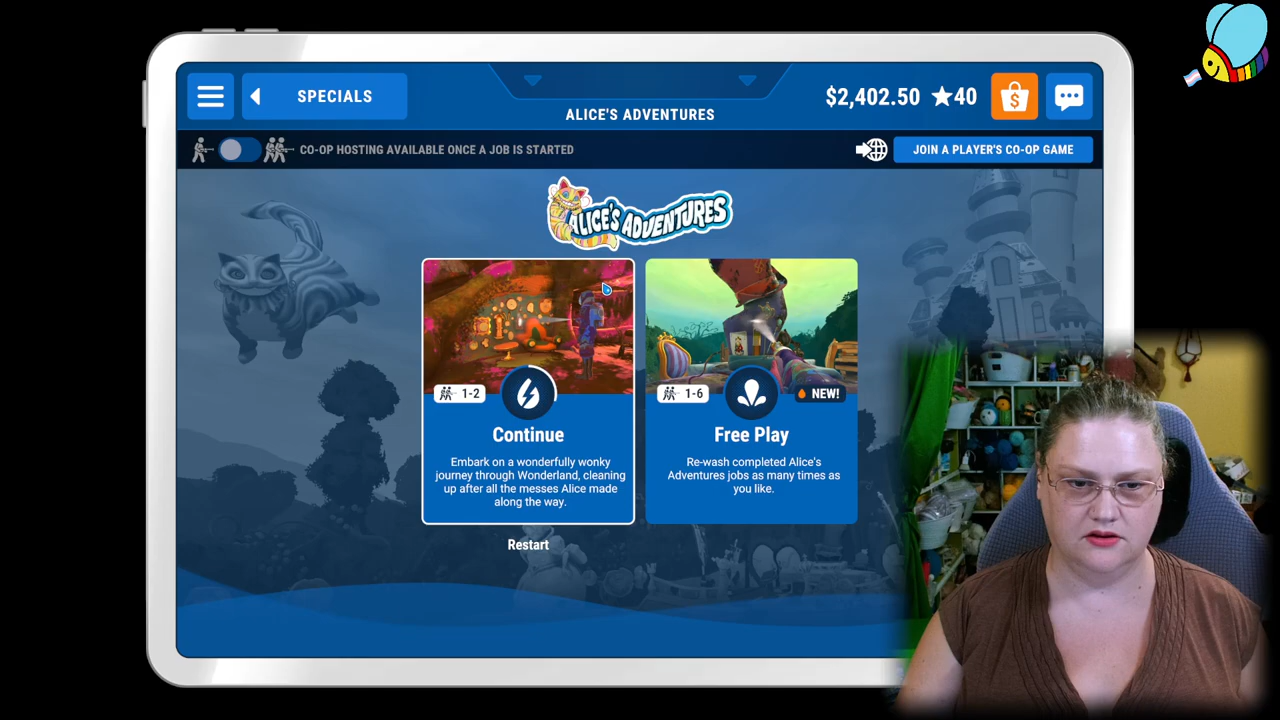 SPECIALS
ALICE'S ADVENTURES
$2,402.50 ★40
CO-OP HOSTING AVAILABLE ONCE A JOB IS STARTED
JOIN A PLAYER'S CO-OP GAME
ALICE'S ADVENTURES
1-2
Continue
Embark on a wonderfully wonky
journey through Wonderland, cleaning
up after all the messes Alice made
along the way.
Restart
1-6
NEW!
Free Play
Re-wash completed Alice's
Adventures jobs as many times as
you like.